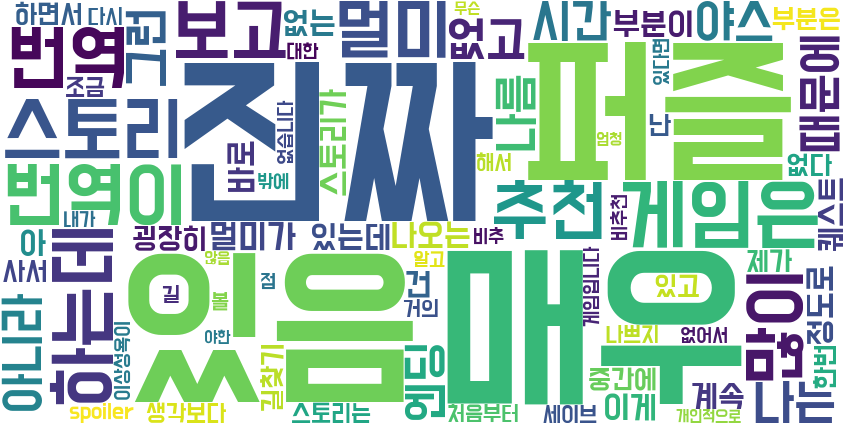 하면서 다시
번역
그런
보고
없는
대한
멀미
없고
무슨
시간
부분이
야스
부분은
조금
스토리
진짜
바로
없습니다
스토리가
밖에
나름
해서
퍼즐
엄청
난
있다면
때문에
없다
번역이
내가
추천
비추천
게임은
퀘스트
아
사서
하는데
굉장히
멀미가
있는데
나오는
비추
알고
제가
정도로
아니라
이상성욕이
길
않음
볼
야한
점
있음
건
거의
매우
게임입니다
있고
나쁘지
없어서
많이
한번
spoiler
생각보다
길찾기
스토리는
엔딩
처음부터
세이브
중간에
이게
계속
개인적으로